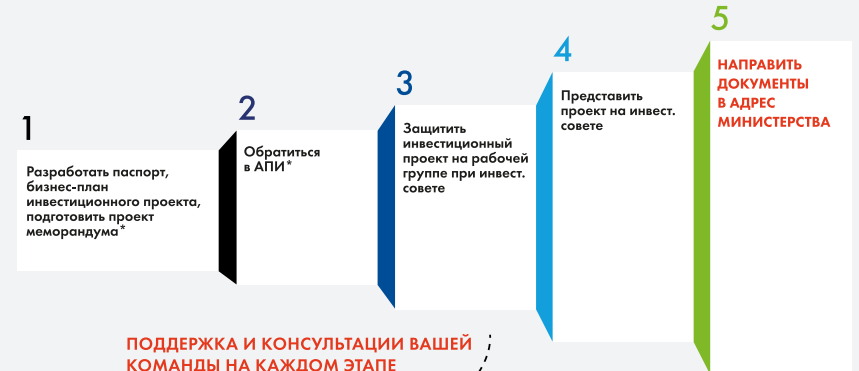 1
Разработать паспорт,
бизнес-план
инвестиционного проекта,
подготовить проект
меморандума*
2
Обратиться
в АПИ*
3
Защитить
инвестиционный
проект на рабочей
группе при инвест.
совете
4
Представить
проект на инвест.
совете
5
НАПРАВИТЬ
ДОКУМЕНТЫ
В АДРЕС
МИНИСТЕРСТВА
ПОДДЕРЖКА И КОНСУЛЬТАЦИИ ВАШЕЙ
КОМАНДЫ НА КАЖДОМ ЭТАПЕ